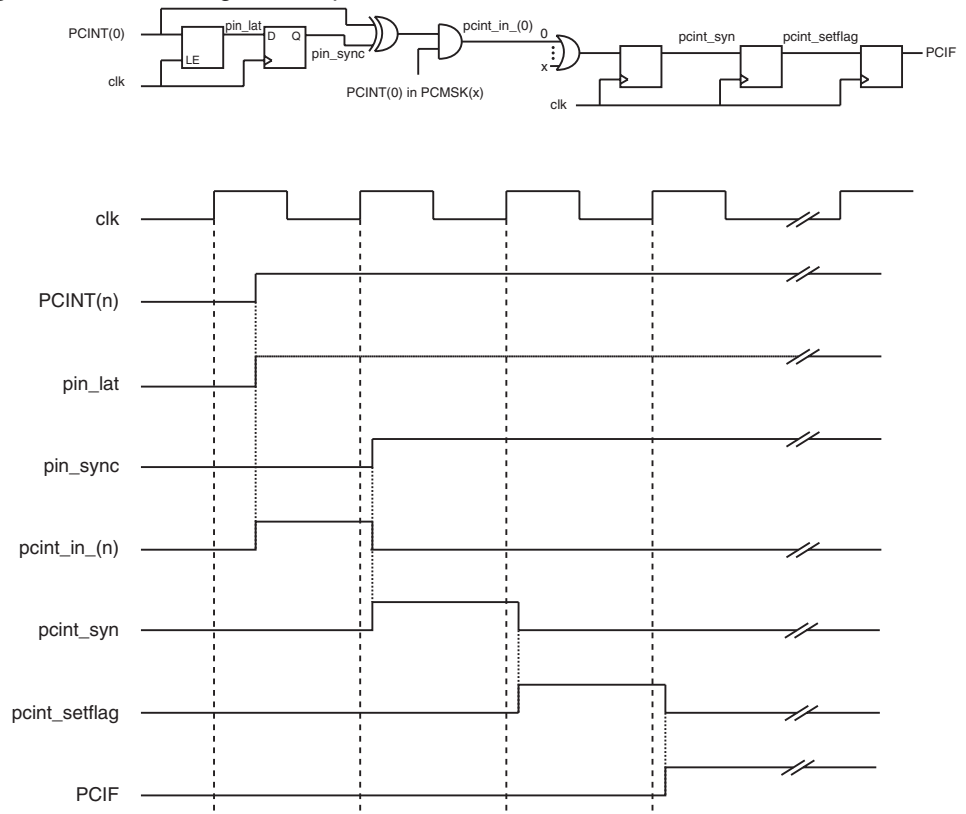 PCINT(0)
LE
pin_lat
D Q
pin_sync
clk
PCINT(0) in PCMSK(x)
pcint_in_(0)
0
x
clk
pcint_syn
pcint_setflag
PCIF
clk
PCINT(n)
pin_lat
pin_sync
pcint_in_(n)
pcint_syn
pcint_setflag
PCIF